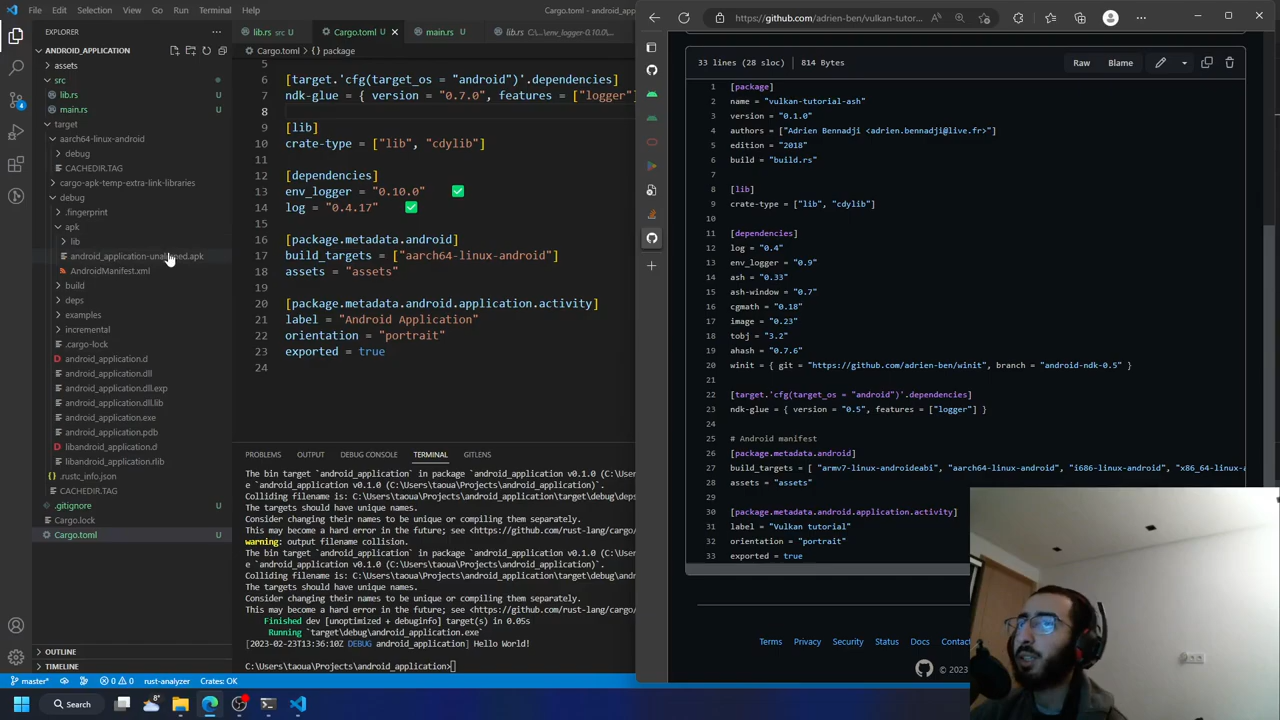 File Edit Selection View Go Run Terminal Help
Cargo.toml - android_application
https://github.com/adrien-ben/vulkan-tutor...
EXPLORER
ANDROID_APPLICATION
assets
src
lib.rs U
main.rs U
target
aarch64-linux-android
debug
CACHEDIR.TAG
cargo-apk-temp-extra-link-libraries
debug
.fingerprint
apk
lib
android_application-unaligned.apk
AndroidManifest.xml
build
deps
examples
incremental
.cargo-lock
android_application.d
android_application.dll
android_application.dll.exp
android_application.dll.lib
android_application.exe
android_application.pdb
libandroid_application.d
libandroid_application.rlib
.rustc_info.json
CACHEDIR.TAG
.gitignore U
Cargo.lock U
Cargo.toml U
OUTLINE
TIMELINE
lib.rs src U
Cargo.toml U
main.rs U
lib.rs C:\...\env_logger-0.10.0\...
Cargo.toml > package
5
6 [target.'cfg(target_os = "android")'.dependencies]
7 ndk-glue = { version = "0.7.0", features = ["logger"]
8
9 [lib]
10 crate-type = ["lib", "cdylib"]
11
12 [dependencies]
13 env_logger = "0.10.0" ✅
14 log = "0.4.17" ✅
15
16 [package.metadata.android]
17 build_targets = ["aarch64-linux-android"]
18 assets = "assets"
19
20 [package.metadata.android.application.activity]
21 label = "Android Application"
22 orientation = "portrait"
23 exported = true
24
PROBLEMS OUTPUT DEBUG CONSOLE TERMINAL GITLENS
The bin target `android_application` in package `android_application v0.1.0 (C:\Use
e `android_application v0.1.0 (C:\Users\taoua\Projects\android_application)`.
Colliding filename is: C:\Users\taoua\Projects\android_application\target\debug\deps
The targets should have unique names.
Consider changing their names to be unique or compiling them separately.
This may become a hard error in the future; see <https://github.com/rust-lang/cargo/
warning: output filename collision.
The bin target `android_application` in package `android_application v0.1.0 (C:\User
e `android_application v0.1.0 (C:\Users\taoua\Projects\android_application)`.
Colliding filename is: C:\Users\taoua\Projects\android_application\target\debug\and
The targets should have unique names.
Consider changing their names to be unique or compiling them separately.
This may become a hard error in the future; see <https://github.com/rust-lang/cargo
Finished dev [unoptimized + debuginfo] target(s) in 0.05s
Running `target\debug\android_application.exe`
[2023-02-23T13:36:10Z DEBUG android_application] Hello World!
C:\Users\taoua\Projects\android_application>
33 lines (28 sloc) 814 Bytes
Raw Blame
1 [package]
2 name = "vulkan-tutorial-ash"
3 version = "0.1.0"
4 authors = ["Adrien Bennadji <adrien.bennadji@live.fr>"]
5 edition = "2018"
6 build = "build.rs"
7
8 [lib]
9 crate-type = ["lib", "cdylib"]
10
11 [dependencies]
12 log = "0.4"
13 env_logger = "0.9"
14 ash = "0.33"
15 ash-window = "0.7"
16 cgmath = "0.18"
17 image = "0.23"
18 tobj = "3.2"
19 ahash = "0.7.6"
20 winit = { git = "https://github.com/adrien-ben/winit", branch = "android-ndk-0.5" }
21
22 [target.'cfg(target_os = "android")'.dependencies]
23 ndk-glue = { version = "0.5", features = ["logger"] }
24
25 # Android manifest
26 [package.metadata.android]
27 build_targets = [ "armv7-linux-androideabi", "aarch64-linux-android", "i686-linux-android", "x86_64-linux-a
28 assets = "assets"
29
30 [package.metadata.android.application.activity]
31 label = "Vulkan tutorial"
32 orientation = "portrait"
33 exported = true
Terms Privacy Security Status Docs Contact
© 2023
master* 0 0 rust-analyzer Crates: OK
Search
8°